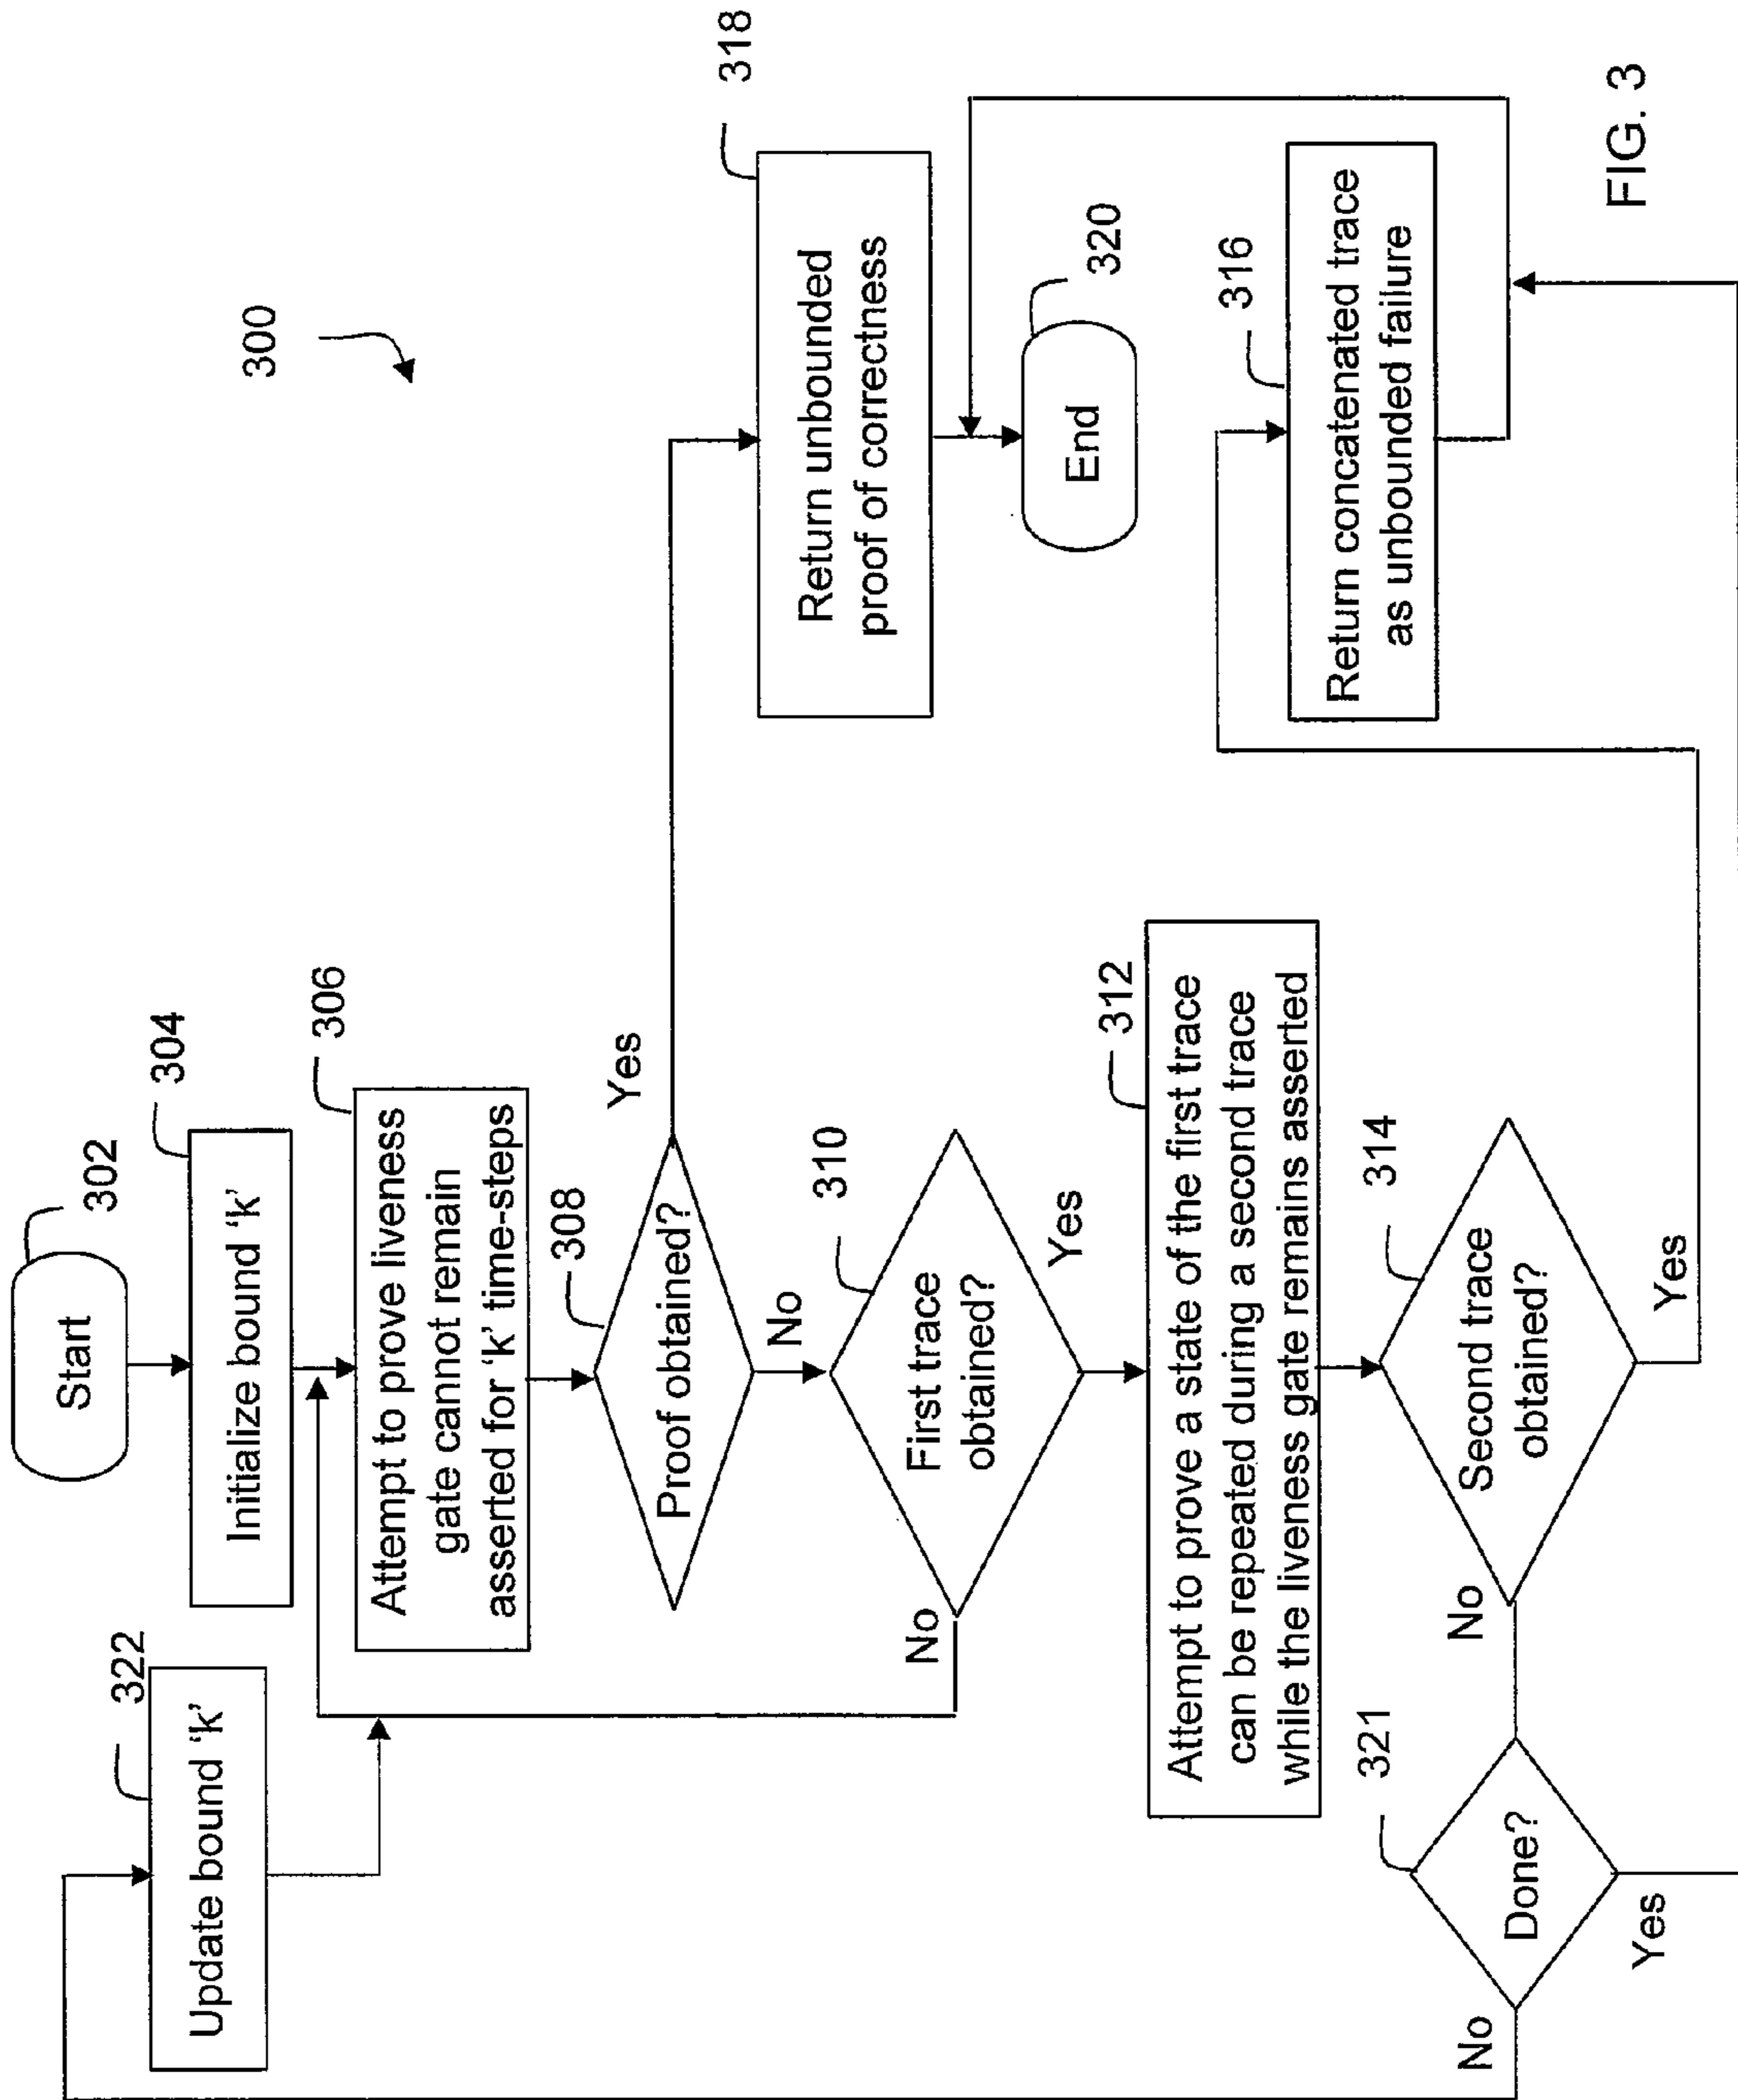 300
Start
302
Initialize bound ‘k’
304
Update bound ‘k’
322
Attempt to prove liveness
gate cannot remain
asserted for ‘k’ time-steps
306
Proof obtained?
308
Yes
No
First trace
obtained?
310
No
Yes
Attempt to prove a state of the first trace
can be repeated during a second trace
while the liveness gate remains asserted
312
Second trace
obtained?
314
No
Yes
Done?
321
No
Yes
Return unbounded
proof of correctness
318
End
320
Return concatenated trace
as unbounded failure
316
FIG. 3